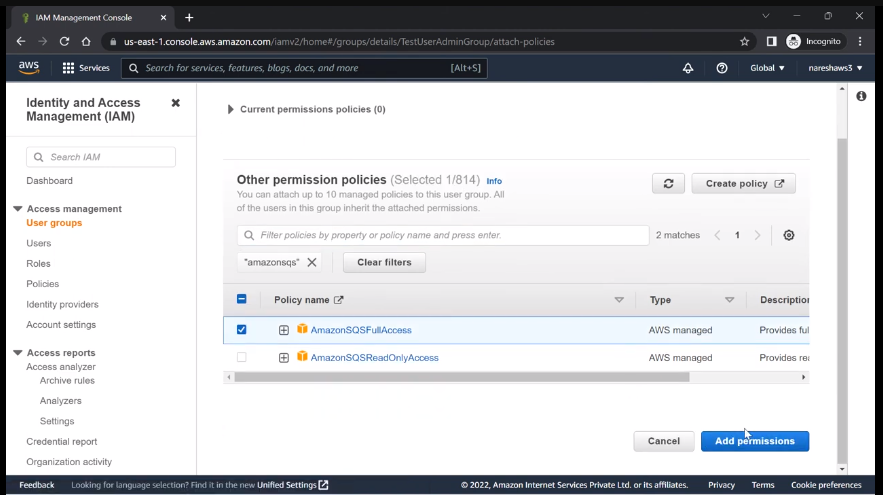 IAM Management Console
us-east-1.console.aws.amazon.com/iamv2/home#/groups/details/TestUserAdminGroup/attach-policies
Incognito
aws
Services
Search for services, features, blogs, docs, and more
[Alt+S]
Global
nareshaws3
Identity and Access
Management (IAM)
Search IAM
Dashboard
Access management
User groups
Users
Roles
Policies
Identity providers
Account settings
Access reports
Access analyzer
Archive rules
Analyzers
Settings
Credential report
Organization activity
Current permissions policies (0)
Other permission policies (Selected 1/814) Info
You can attach up to 10 managed policies to this user group. All
of the users in this group inherit the attached permissions.
Create policy
Filter policies by property or policy name and press enter.
2 matches
1
"amazonsqs"
Clear filters
Policy name
Type
Description
AmazonSQSFullAccess
AWS managed
Provides ful
AmazonSQSReadOnlyAccess
AWS managed
Provides rea
Cancel
Add permissions
Feedback
Looking for language selection? Find it in the new Unified Settings
© 2022, Amazon Internet Services Private Ltd. or its affiliates.
Privacy
Terms
Cookie preferences